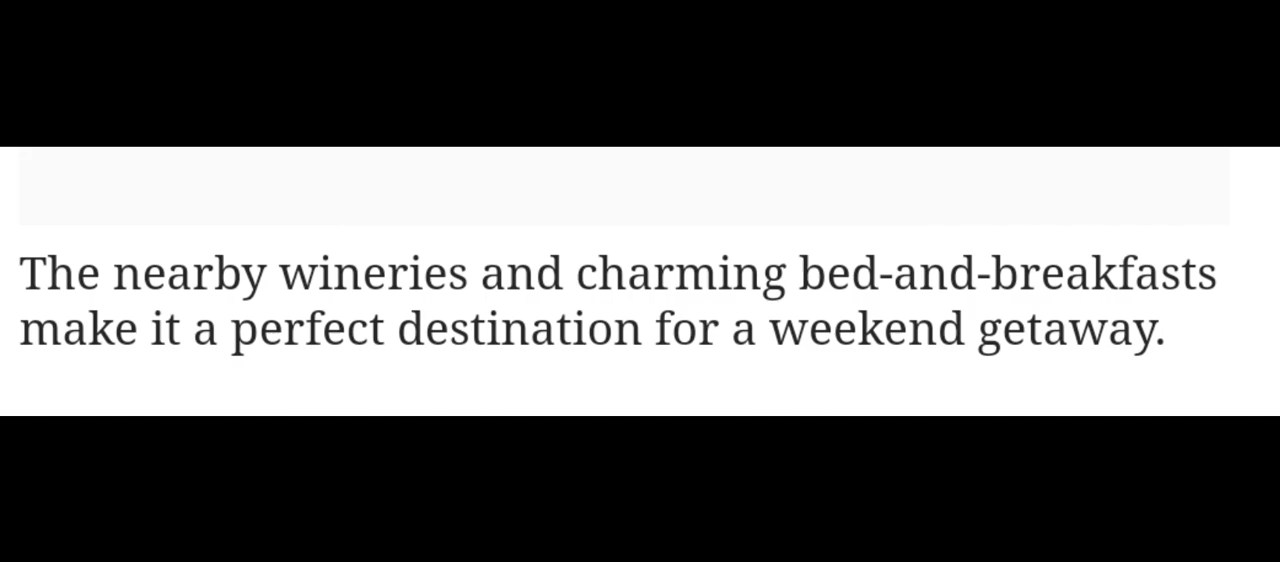 The nearby wineries and charming bed-and-breakfasts
make it a perfect destination for a weekend getaway.